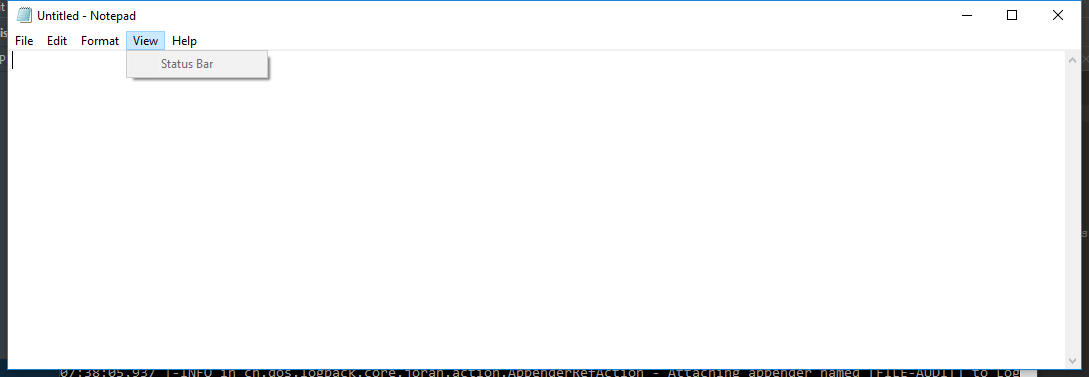 Untitled - Notepad
File Edit Format View Help
Status Bar
07:38:05,937 |-INFO in ch.qos.logback.core.joran.action.AppenderRefAction - Attaching appender named [FILE-AUDIT] to Log